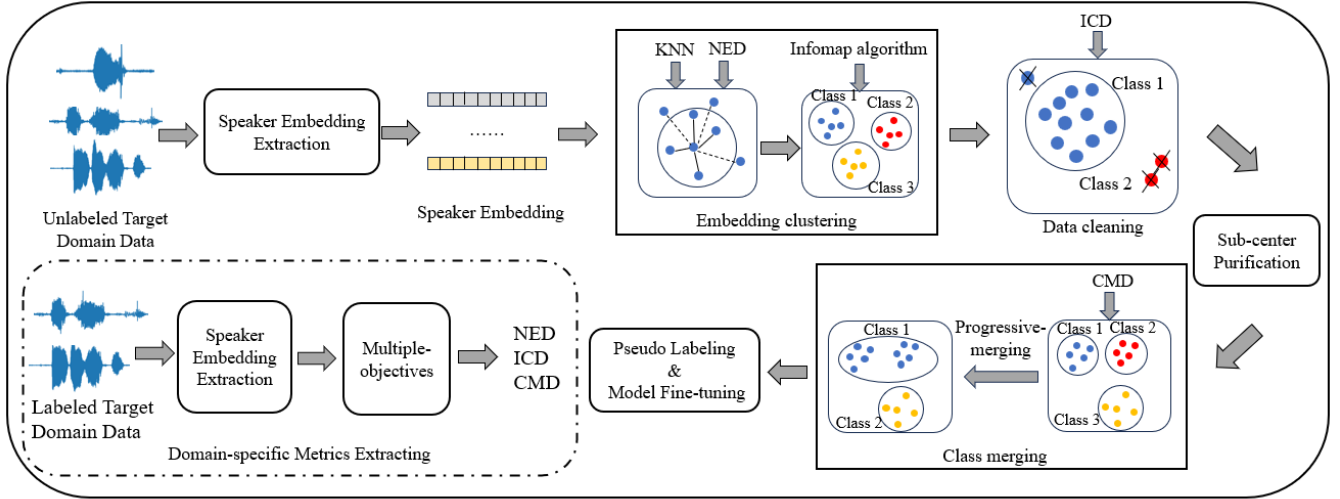 Unlabeled Target
Domain Data
Speaker Embedding
Extraction
......
Speaker Embedding
KNN
NED
Infomap algorithm
Class 1
Class 2
Class 3
Embedding clustering
ICD
Class 1
Class 2
Data cleaning
Sub-center
Purification
CMD
Class 1
Class 2
Class 3
Progressive-
merging
Class 1
Class 2
Class merging
Pseudo Labeling
&
Model Fine-tuning
Labeled Target
Domain Data
Speaker
Embedding
Extraction
Multiple-
objectives
NED
ICD
CMD
Domain-specific Metrics Extracting